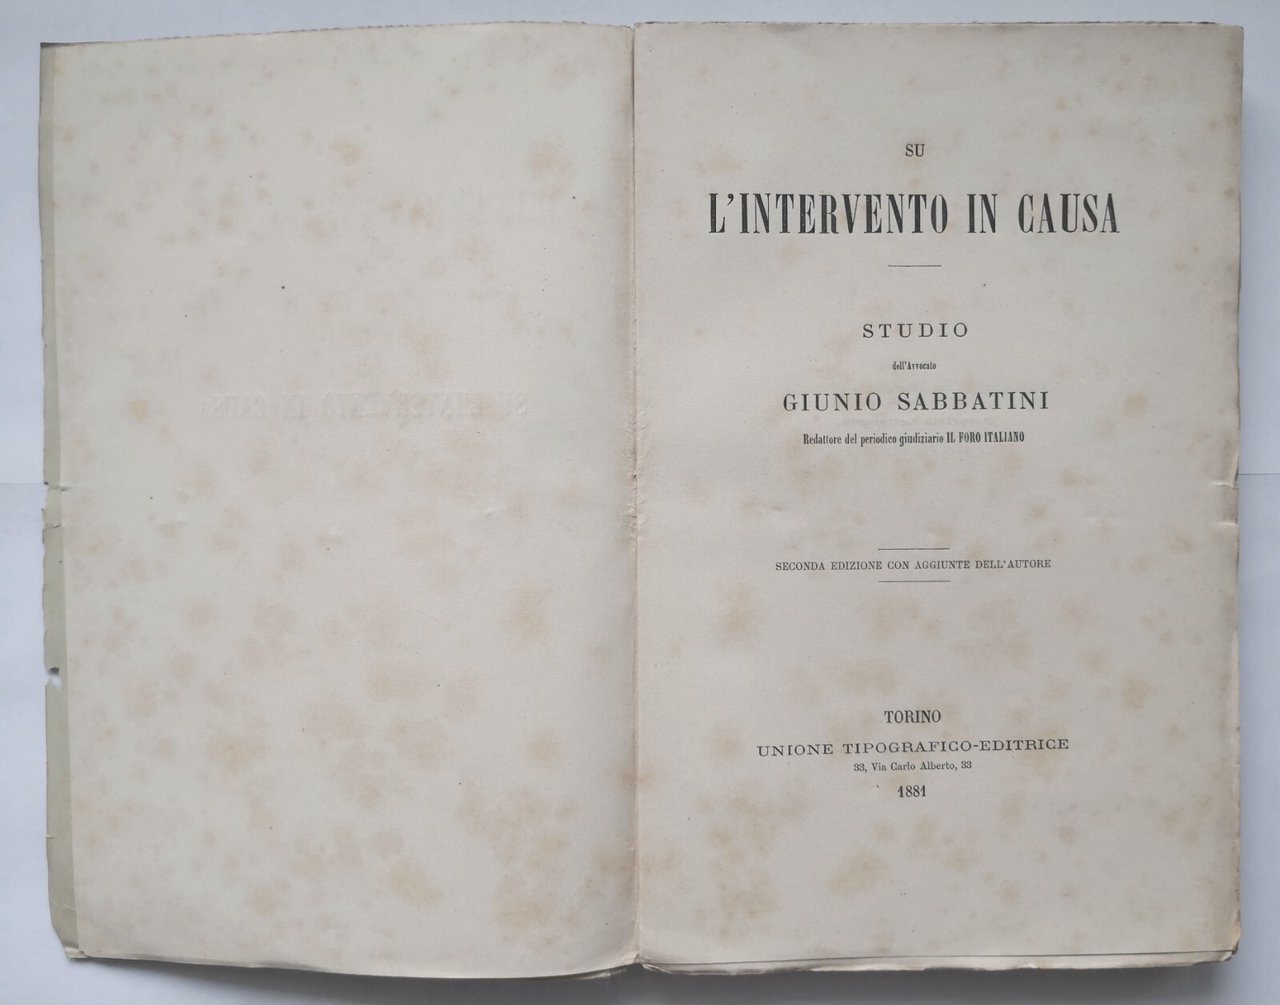 SU
L'INTERVENTO IN CAUSA
STUDIO
dell'Avvocato
GIUNIO SABBATINI
Redattore del periodico giudiziario IL FORO ITALIANO
SECONDA EDIZIONE CON AGGIUNTE DELL'AUTORE
TORINO
UNIONE TIPOGRAFICO-EDITRICE
33, Via Carlo Alberto, 33
1881